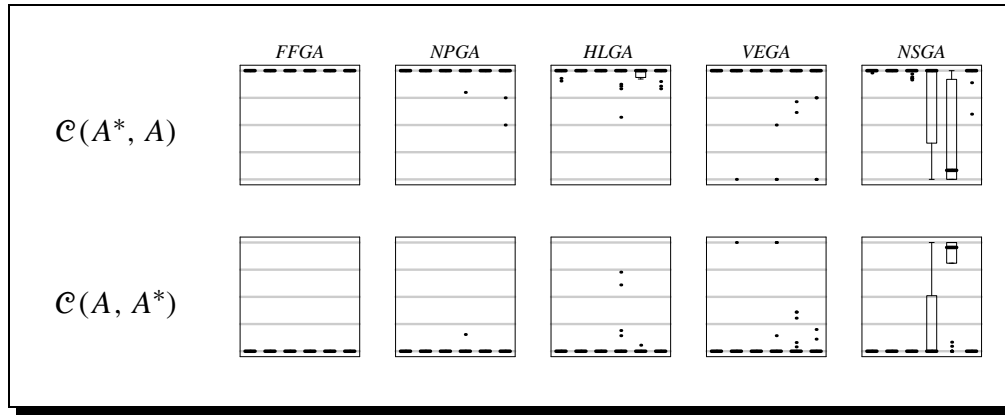 FFGA NPGA HLGA VEGA NSGA
𝒞(A*, A)
𝒞(A, A*)